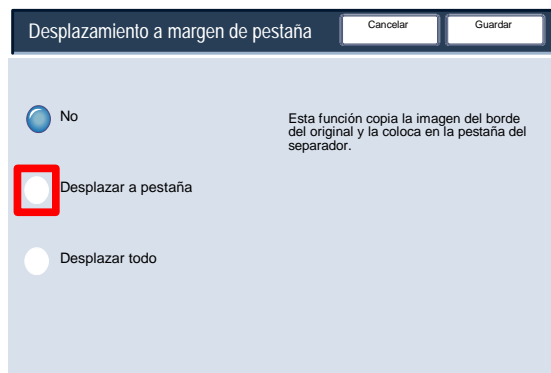 Desplazamiento a margen de pestaña
Cancelar
Guardar
No
Esta función copia la imagen del borde
del original y la coloca en la pestaña del
separador.
Desplazar a pestaña
Desplazar todo